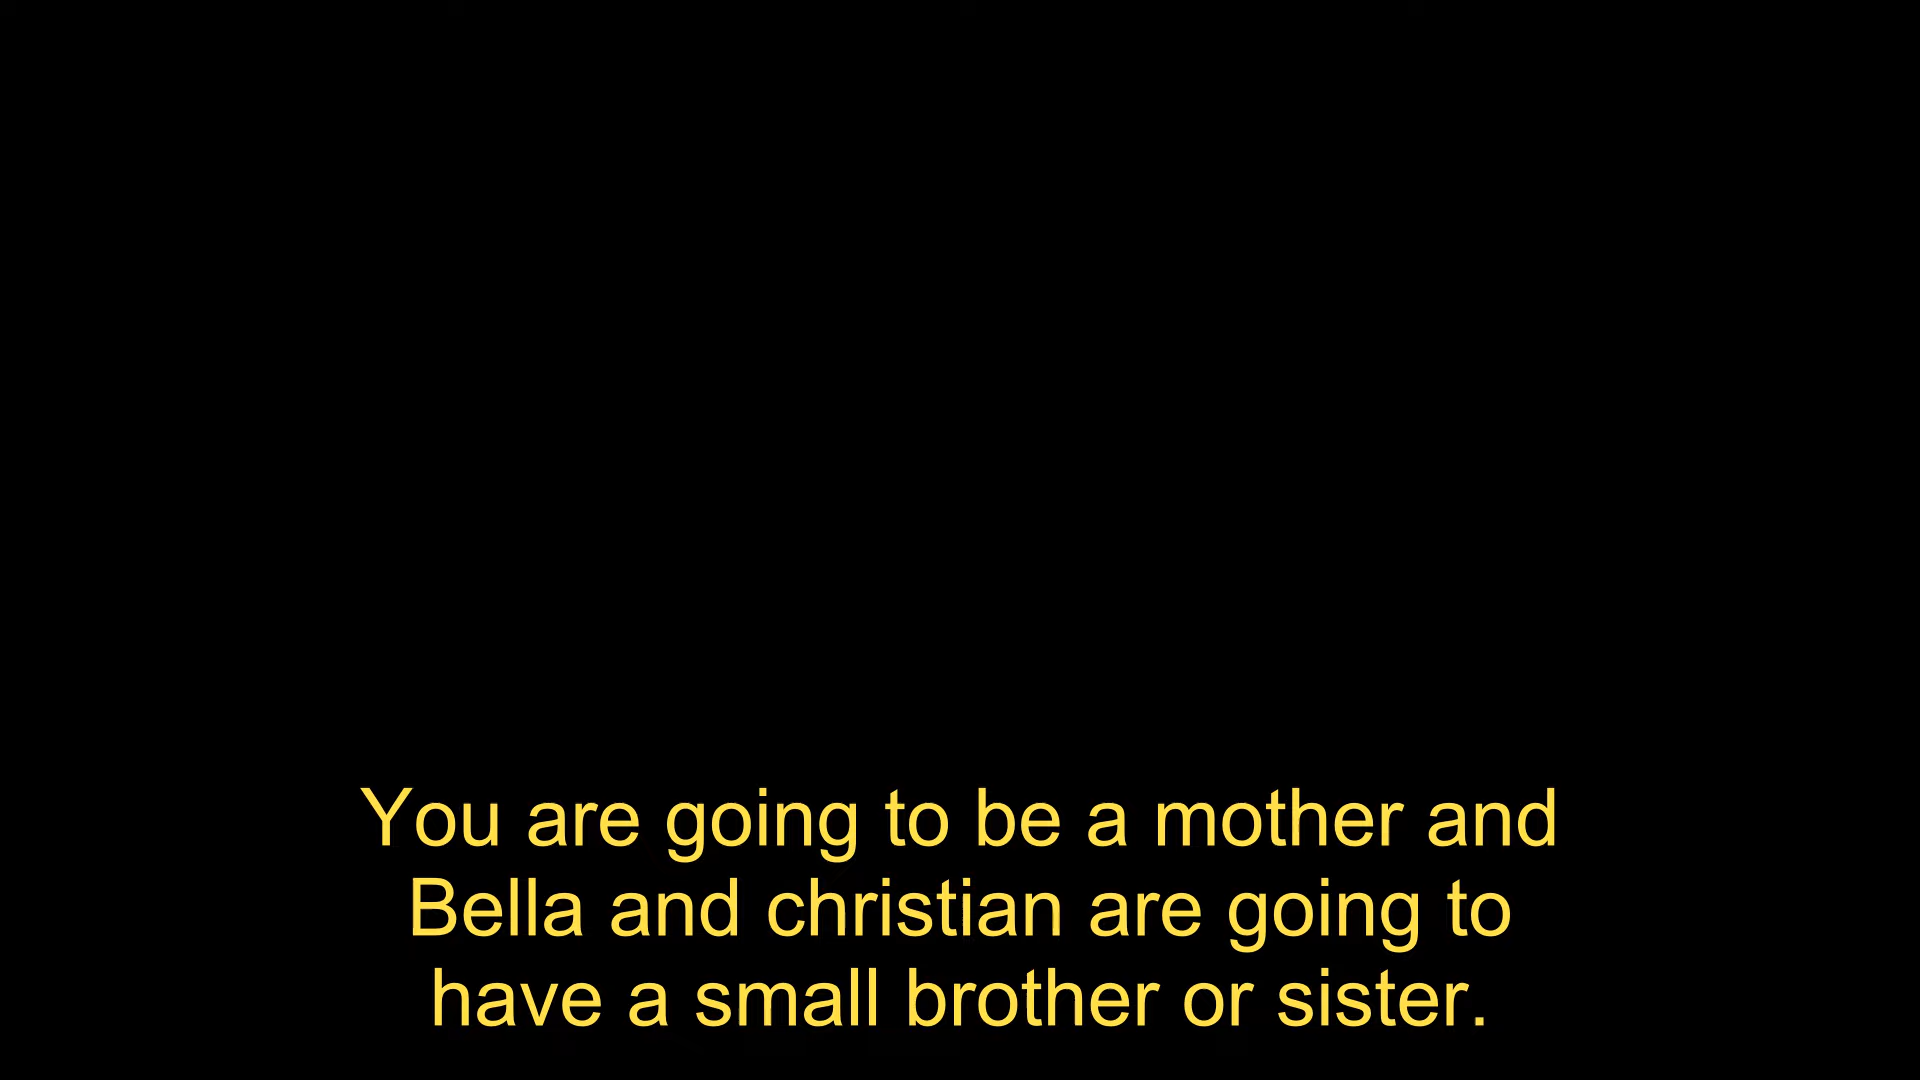 You are going to be a mother and
Bella and christian are going to
have a small brother or sister.